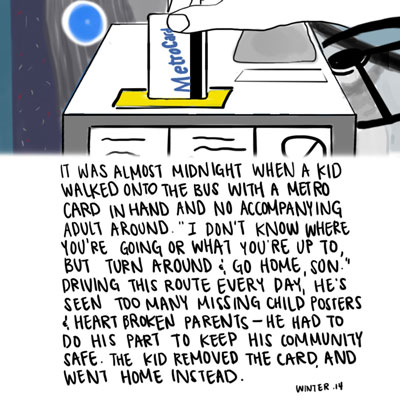 MetroCard
IT WAS ALMOST MIDNIGHT WHEN A KID
WALKED ONTO THE BUS WITH A METRO
CARD IN HAND AND NO ACCOMPANYING
ADULT AROUND. "I DON'T KNOW WHERE
YOU'RE GOING OR WHAT YOU'RE UP TO,
BUT TURN AROUND & GO HOME, SON."
DRIVING THIS ROUTE EVERY DAY, HE'S
SEEN TOO MANY MISSING CHILD POSTERS
& HEART BROKEN PARENTS – HE HAD TO
DO HIS PART TO KEEP HIS COMMUNITY
SAFE. THE KID REMOVED THE CARD, AND
WENT HOME INSTEAD.
WINTER .14